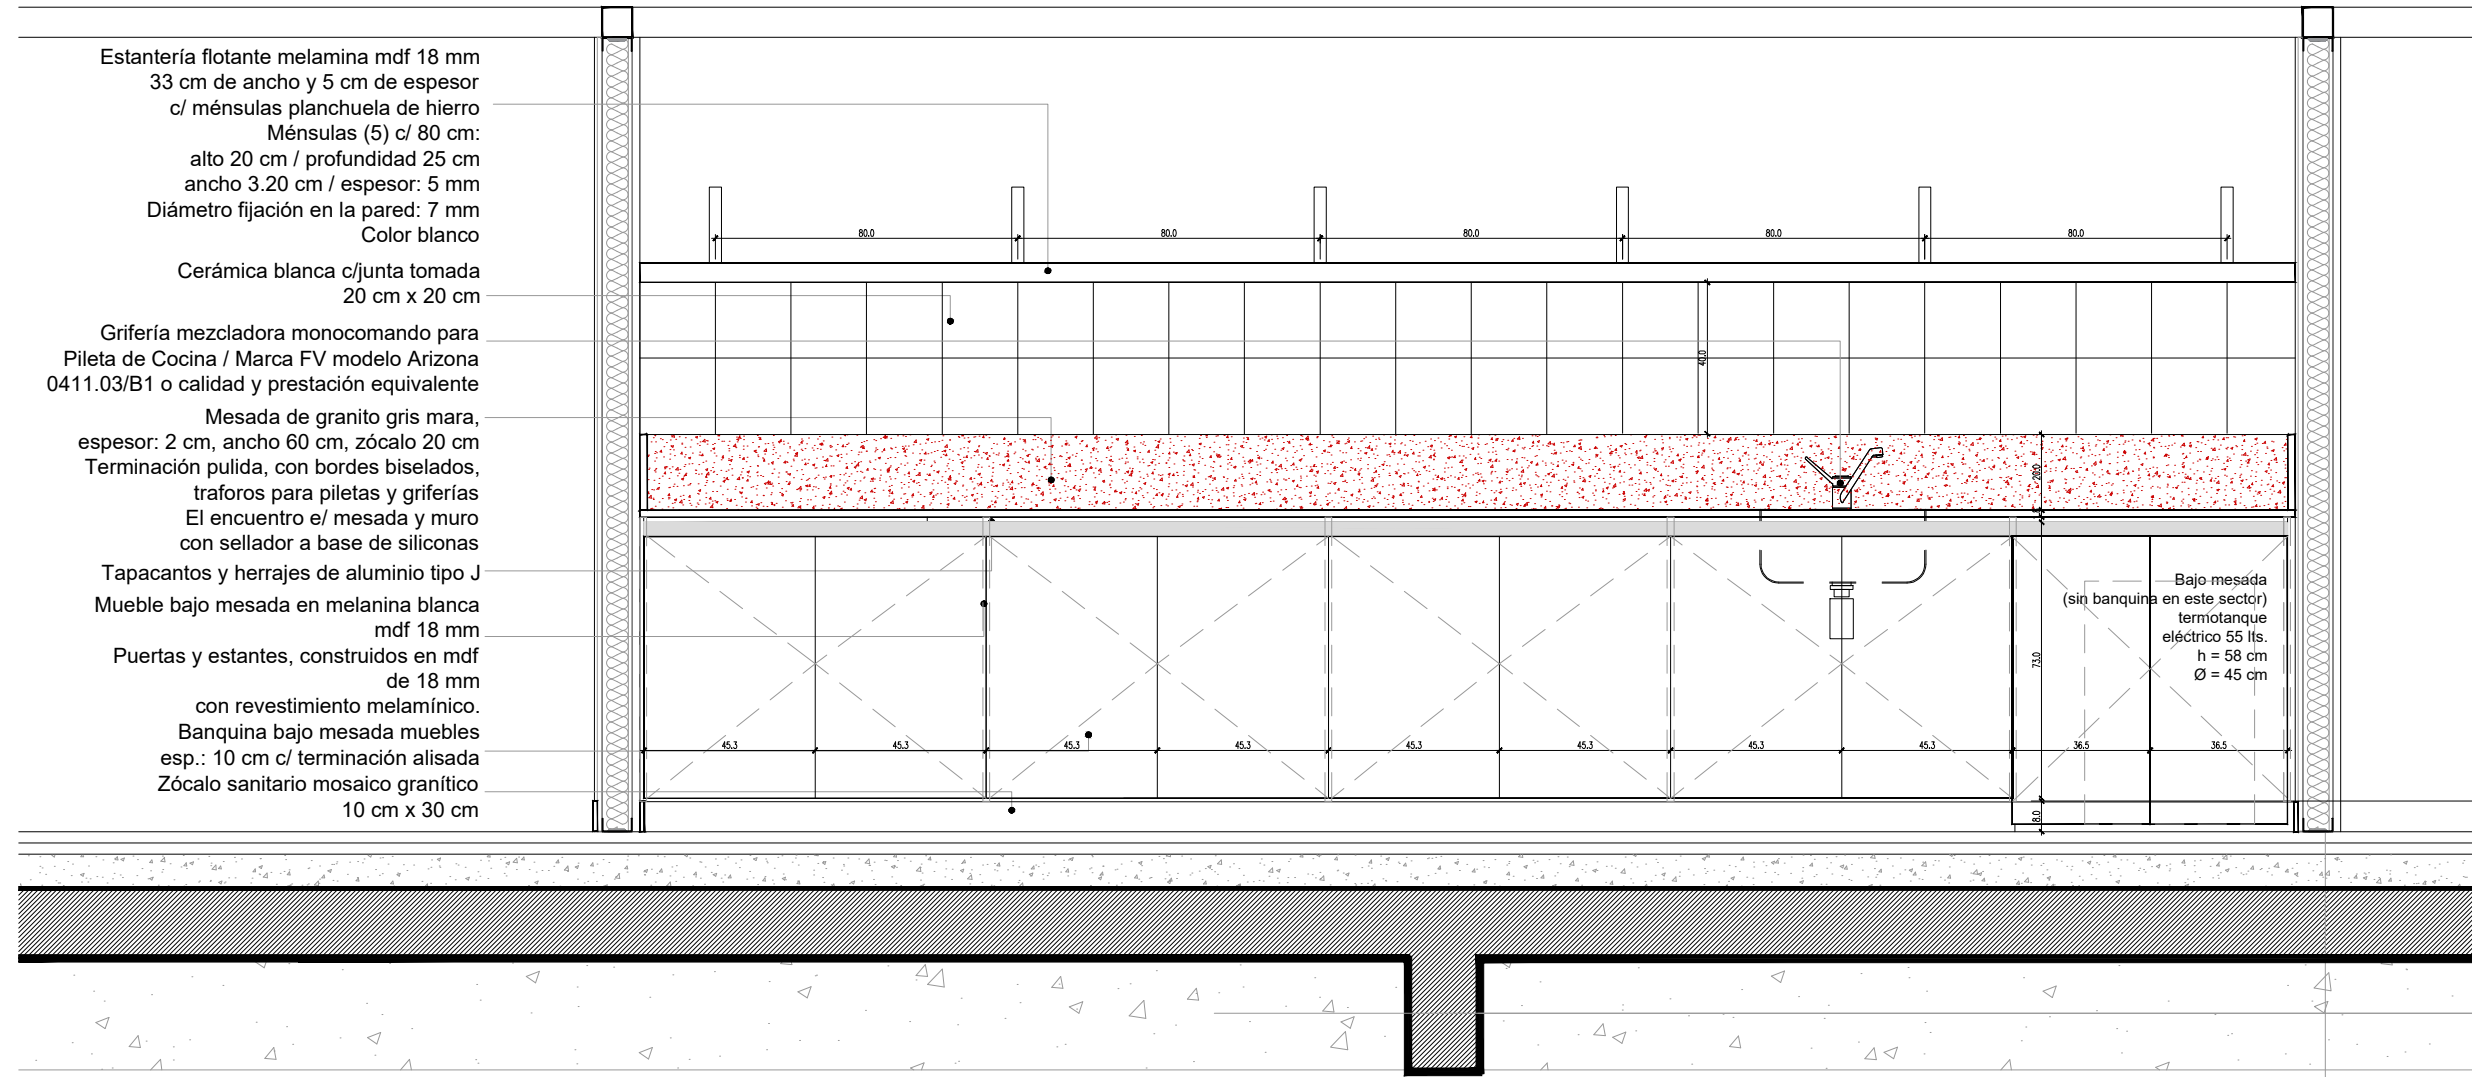 Estantería flotante melamina mdf 18 mm
33 cm de ancho y 5 cm de espesor
c/ ménsulas planchuela de hierro
Ménsulas (5) c/ 80 cm:
alto 20 cm / profundidad 25 cm
ancho 3.20 cm / espesor: 5 mm
Diámetro fijación en la pared: 7 mm
Color blanco
Cerámica blanca c/junta tomada
20 cm x 20 cm
Grifería mezcladora monocomando para
Pileta de Cocina / Marca FV modelo Arizona
0411.03/B1 o calidad y prestación equivalente
Mesada de granito gris mara,
espesor: 2 cm, ancho 60 cm, zócalo 20 cm
Terminación pulida, con bordes biselados,
traforos para piletas y griferías
El encuentro e/ mesada y muro
con sellador a base de siliconas
Tapacantos y herrajes de aluminio tipo J
Mueble bajo mesada en melanina blanca
mdf 18 mm
Puertas y estantes, construidos en mdf
de 18 mm
con revestimiento melamínico.
Banquina bajo mesada muebles
esp.: 10 cm c/ terminación alisada
Zócalo sanitario mosaico granítico
10 cm x 30 cm
80.0 80.0 80.0 80.0 80.0
40.0
20.0
73.0
8.0
Bajo mesada
(sin banquina en este sector)
termotanque
eléctrico 55 lts.
h = 58 cm
Ø = 45 cm
45.3 45.3 45.3 45.3 45.3 45.3 45.3 45.3 36.5 36.5